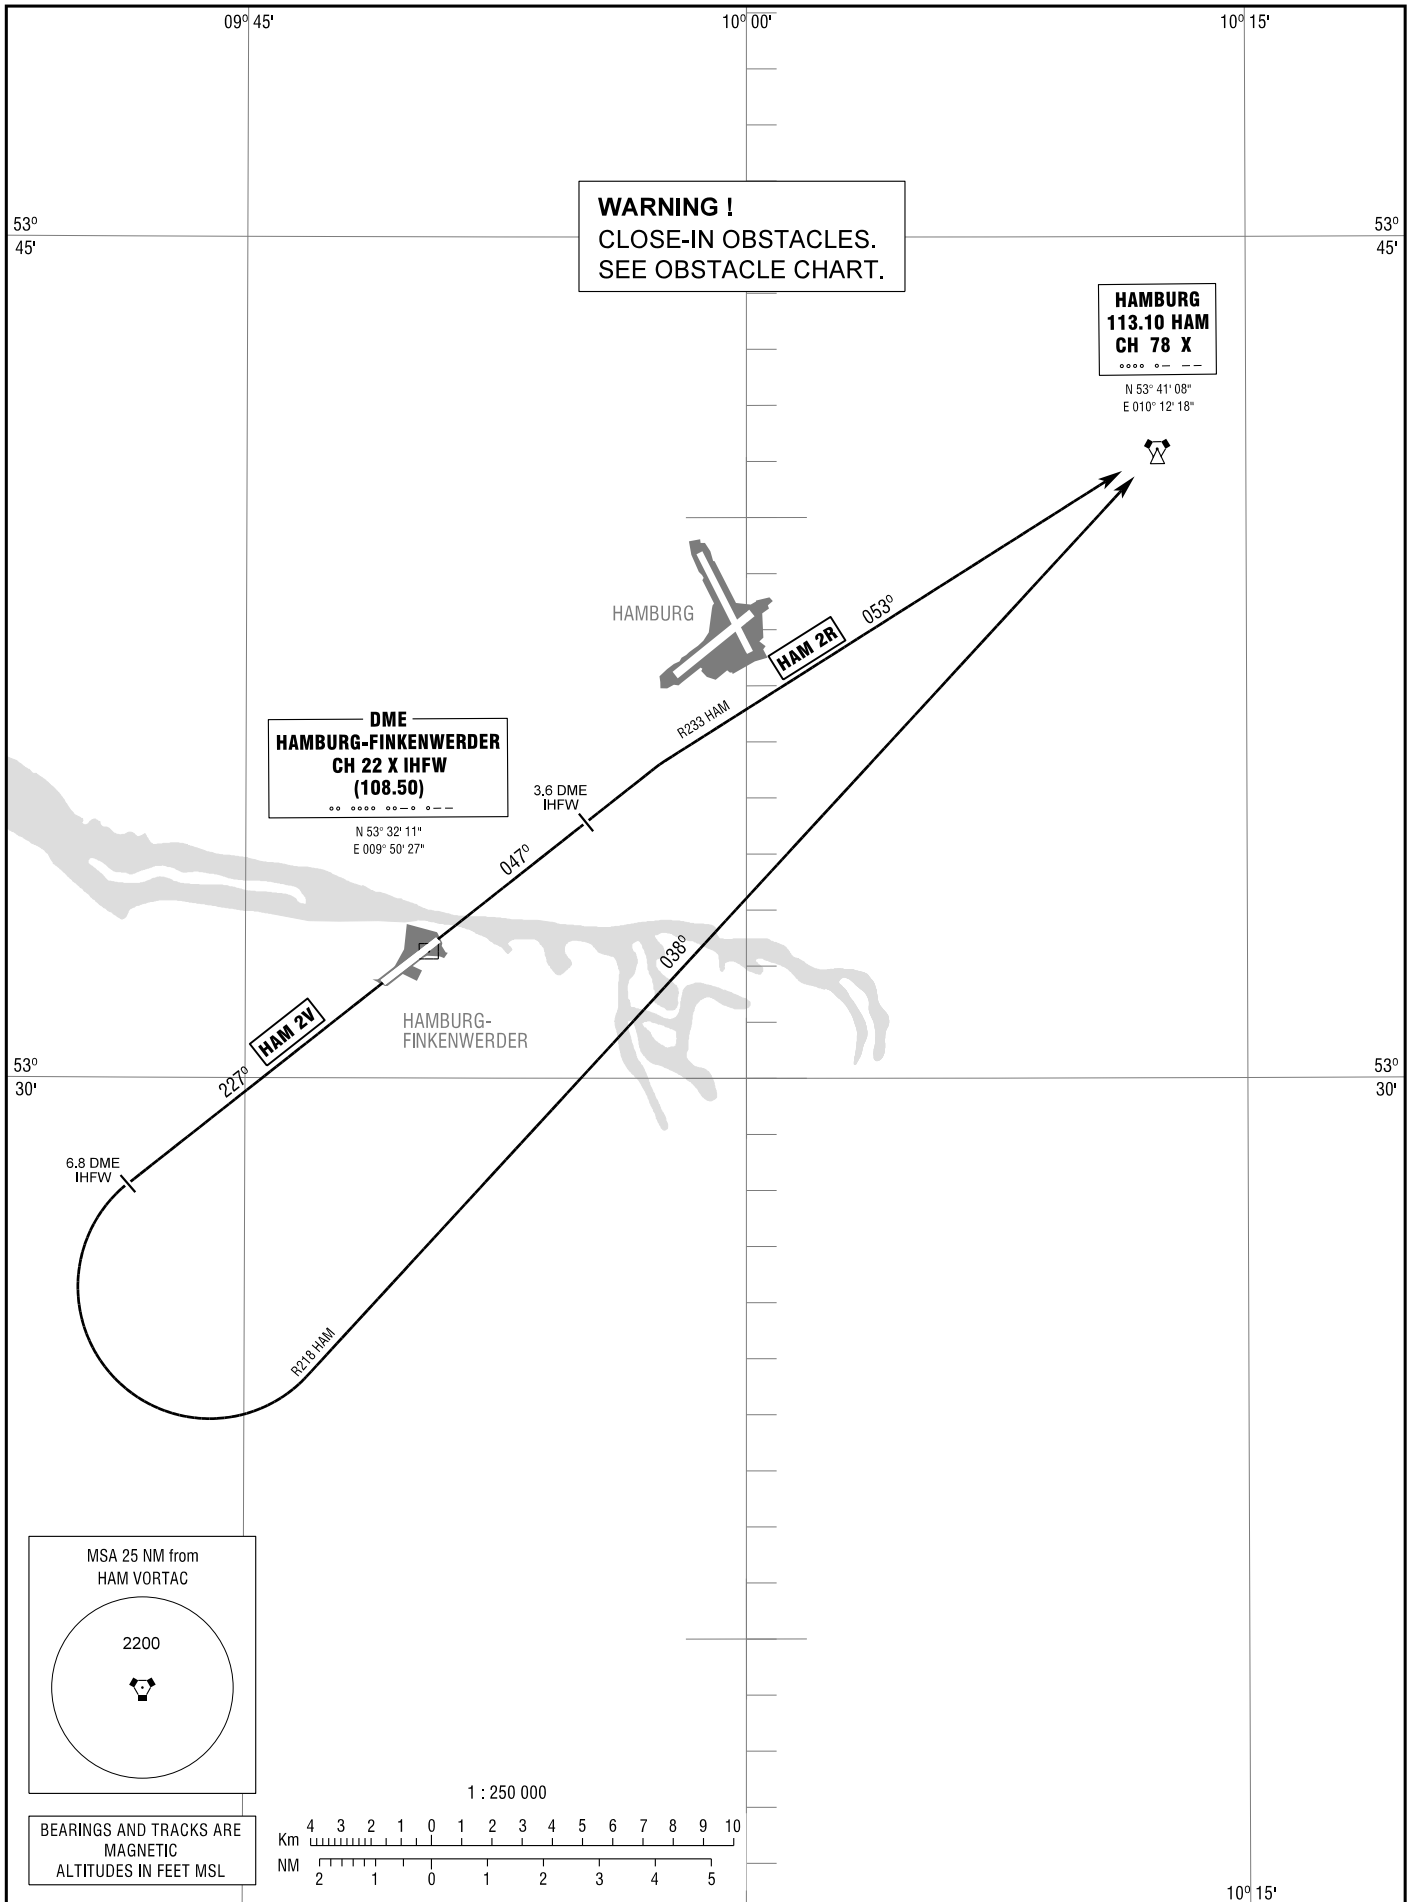 09° 45'
10° 00'
10° 15'
53°
45'
53°
45'
WARNING !
CLOSE-IN OBSTACLES.
SEE OBSTACLE CHART.
HAMBURG
113.10 HAM
CH 78 X
N 53° 41' 08"
E 010° 12' 18"
HAMBURG
HAM 2R
053°
R233 HAM
DME
HAMBURG-FINKENWERDER
CH 22 X IHFW
(108.50)
N 53° 32' 11"
E 009° 50' 27"
3.6 DME
IHFW
047°
038°
HAM 2V
HAMBURG-
FINKENWERDER
227°
53°
30'
53°
30'
6.8 DME
IHFW
R218 HAM
MSA 25 NM from
HAM VORTAC
2200
1 : 250 000
BEARINGS AND TRACKS ARE
MAGNETIC
ALTITUDES IN FEET MSL
Km 4 3 2 1 0 1 2 3 4 5 6 7 8 9 10
NM 2 1 0 1 2 3 4 5
10° 15'